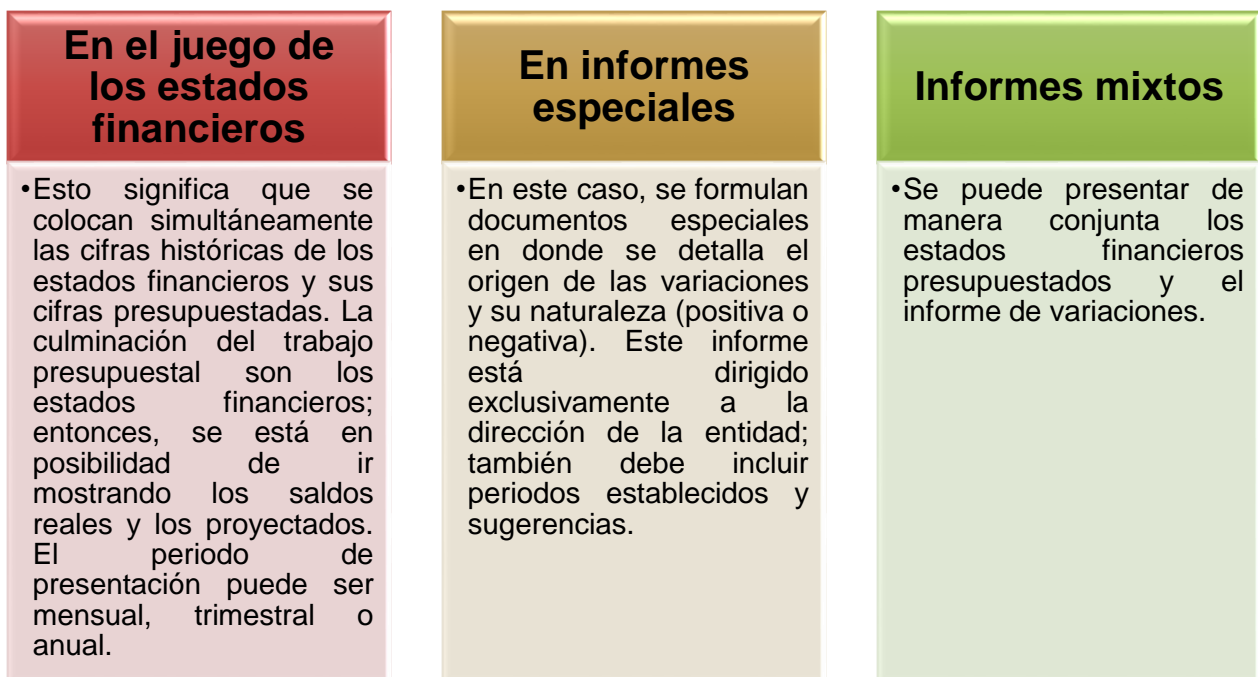 En el juego de
los estados
financieros
•Esto significa que se
colocan simultáneamente
las cifras históricas de los
estados financieros y sus
cifras presupuestadas. La
culminación del trabajo
presupuestal son los
estados financieros;
entonces, se está en
posibilidad de ir
mostrando los saldos
reales y los proyectados.
El periodo de
presentación puede ser
mensual, trimestral o
anual.
En informes
especiales
•En este caso, se formulan
documentos especiales
en donde se detalla el
origen de las variaciones
y su naturaleza (positiva o
negativa). Este informe
está dirigido
exclusivamente a la
dirección de la entidad;
también debe incluir
periodos establecidos y
sugerencias.
Informes mixtos
•Se puede presentar de
manera conjunta los
estados financieros
presupuestados y el
informe de variaciones.